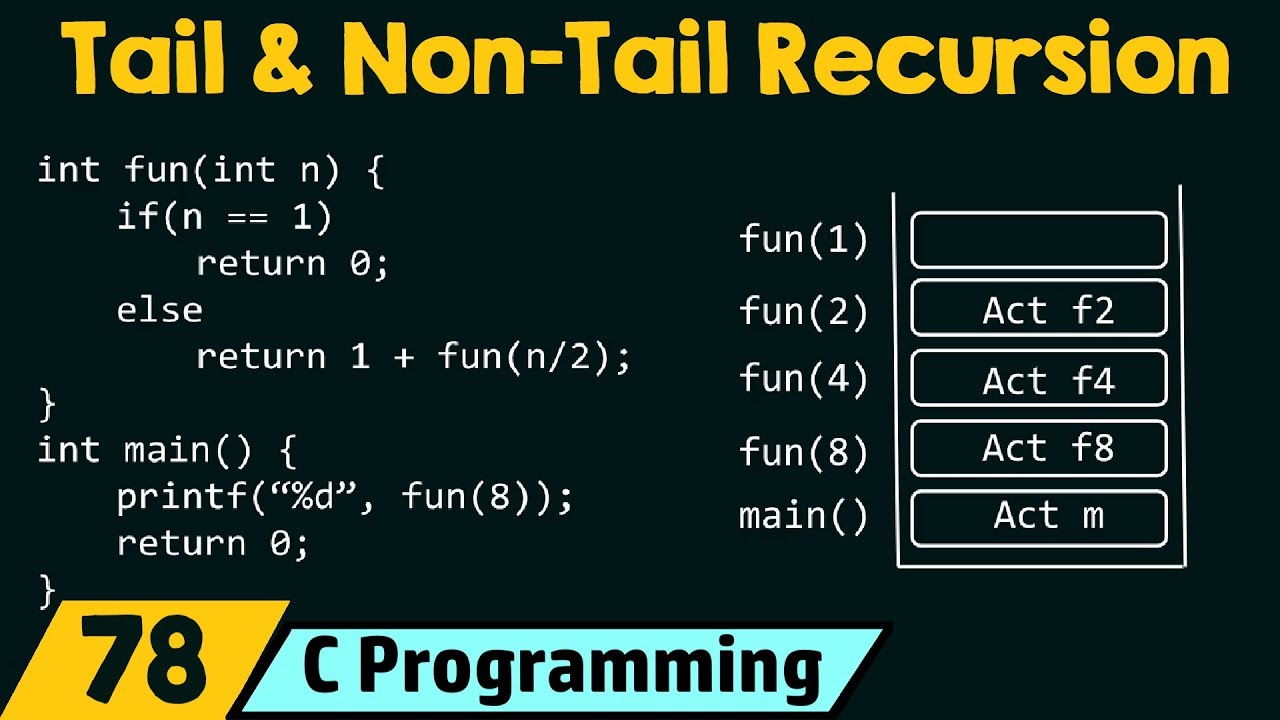 Tail & Non-Tail Recursion
int fun(int n) {
if(n == 1)
return 0;
else
return 1 + fun(n/2);
}
int main() {
printf(“%d”, fun(8));
return 0;
}
fun(1)
fun(2) Act f2
fun(4) Act f4
fun(8) Act f8
main() Act m
78 C Programming